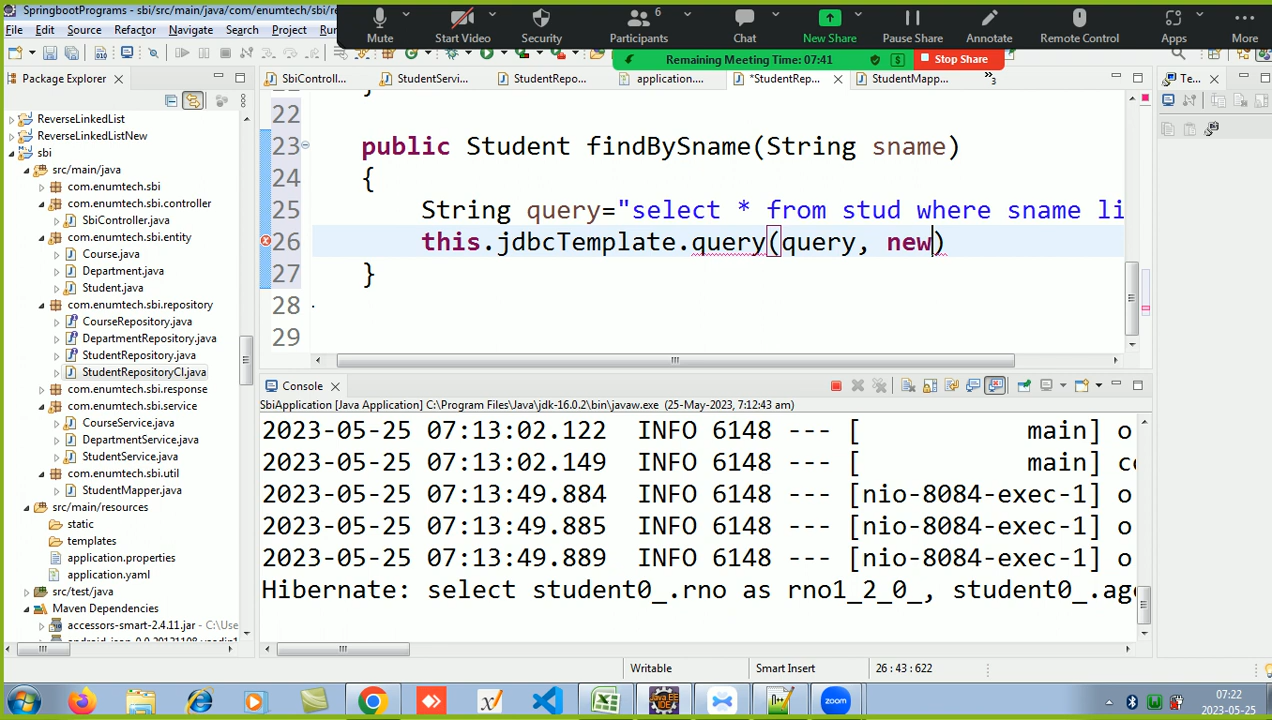 SpringbootPrograms - sbi/src/main/java/com/enumtech/sbi/re
File Edit Source Refactor Navigate Search Project Ru
Mute
Start Video
Security
6
Participants
Chat
New Share
Pause Share
Annotate
Remote Control
Apps
More
Remaining Meeting Time: 07:41
Stop Share
Package Explorer
SbiControll...
StudentServi...
StudentRepo...
application....
*StudentRep...
StudentMapp...
»3
Te...
ReverseLinkedList
ReverseLinkedListNew
sbi
src/main/java
com.enumtech.sbi
com.enumtech.sbi.controller
SbiController.java
com.enumtech.sbi.entity
Course.java
Department.java
Student.java
com.enumtech.sbi.repository
CourseRepository.java
DepartmentRepository.java
StudentRepository.java
StudentRepositoryCI.java
com.enumtech.sbi.response
com.enumtech.sbi.service
CourseService.java
DepartmentService.java
StudentService.java
com.enumtech.sbi.util
StudentMapper.java
src/main/resources
static
templates
application.properties
application.yaml
src/test/java
Maven Dependencies
accessors-smart-2.4.11.jar - C:\Use
22
23 public Student findBySname(String sname)
24 {
25 String query="select * from stud where sname li
26 this.jdbcTemplate.query(query, new)
27 }
28
29
Console
SbiApplication [Java Application] C:\Program Files\Java\jdk-16.0.2\bin\javaw.exe (25-May-2023, 7:12:43 am)
2023-05-25 07:13:02.122 INFO 6148 --- [ main] o
2023-05-25 07:13:02.149 INFO 6148 --- [ main] co
2023-05-25 07:13:49.884 INFO 6148 --- [nio-8084-exec-1] o
2023-05-25 07:13:49.885 INFO 6148 --- [nio-8084-exec-1] o
2023-05-25 07:13:49.889 INFO 6148 --- [nio-8084-exec-1] o
Hibernate: select student0_.rno as rno1_2_0_, student0_.age
Writable
Smart Insert
26 : 43 : 622
zoom
07:22
2023-05-25